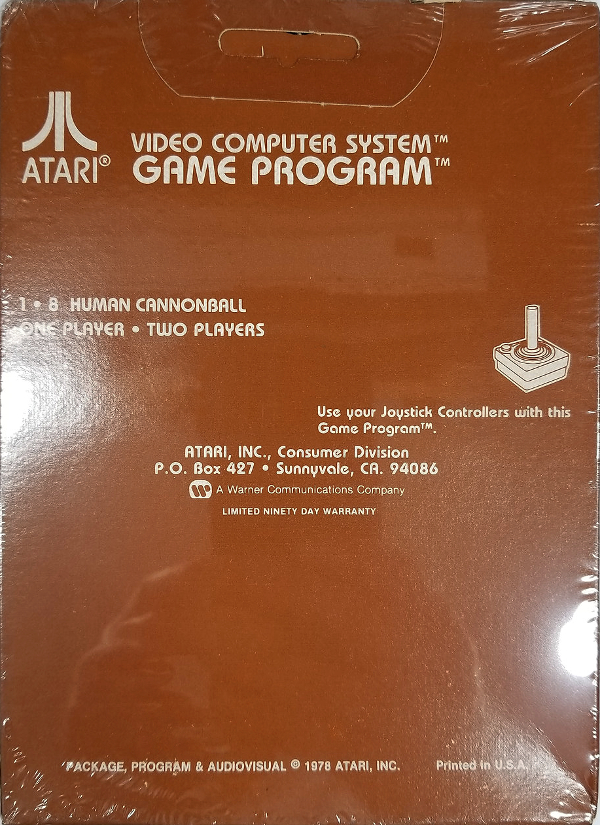 VIDEO COMPUTER SYSTEM™
ATARI® GAME PROGRAM™
1 • 8 HUMAN CANNONBALL
ONE PLAYER • TWO PLAYERS
Use your Joystick Controllers with this
Game Program™.
ATARI, INC., Consumer Division
P.O. Box 427 • Sunnyvale, CA. 94086
A Warner Communications Company
LIMITED NINETY DAY WARRANTY
PACKAGE, PROGRAM & AUDIOVISUAL © 1978 ATARI, INC. Printed in U.S.A.